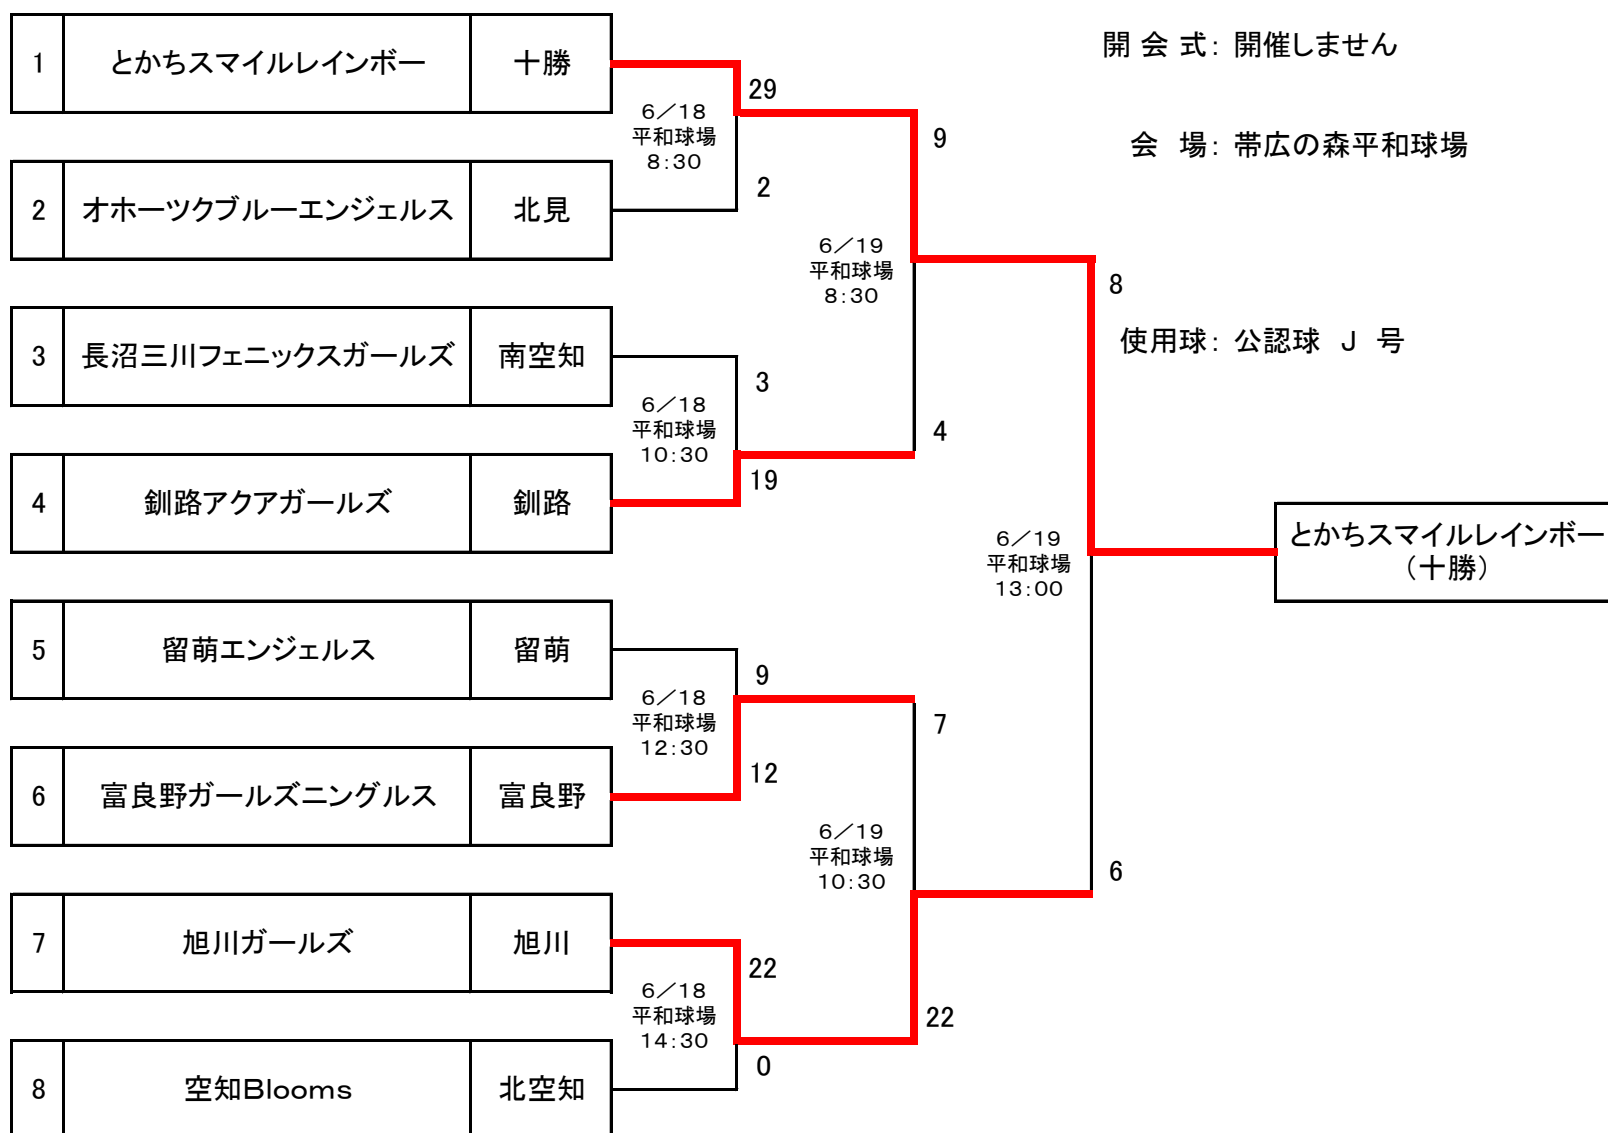 1 とかちスマイルレインボー 十勝
2 オホーツクブルーエンジェルス 北見
3 長沼三川フェニックスガールズ 南空知
4 釧路アクアガールズ 釧路
5 留萌エンジェルス 留萌
6 富良野ガールズニングルス 富良野
7 旭川ガールズ 旭川
8 空知Blooms 北空知
6／18
平和球場
8:30
29
2
6／18
平和球場
10:30
3
19
6／18
平和球場
12:30
9
12
6／18
平和球場
14:30
22
0
6／19
平和球場
8:30
9
4
6／19
平和球場
10:30
7
22
6／19
平和球場
13:00
8
6
開 会 式: 開催しません
会 場: 帯広の森平和球場
使用球: 公認球 J 号
とかちスマイルレインボー
（十勝）